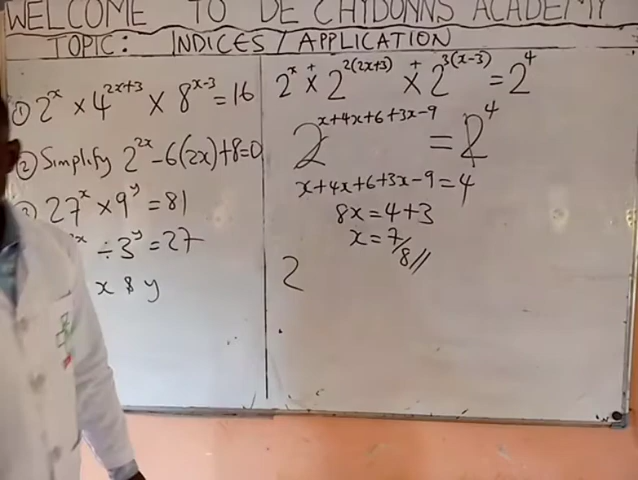 WELCOME TO DE CHYDONNS ACADEMY
TOPIC: INDICES / APPLICATION
① 2^x × 4^(2x+3) × 8^(x-3) = 16
② Simplify 2^(2x) - 6(2x) + 8 = 0
27^x × 9^y = 81
÷ 3^y = 27
x & y
2^x × 2^(2(2x+3)) × 2^(3(x-3)) = 2^4
+ +
2^(x+4x+6+3x-9) = 2^4
x+4x+6+3x-9=4
8x = 4+3
x = 7/8//
2